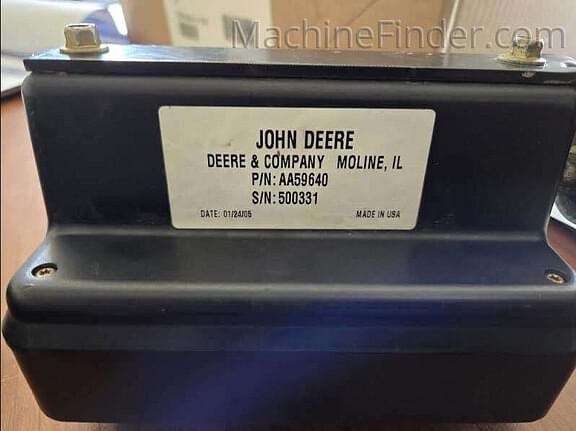 MachineFinder.com
JOHN DEERE
DEERE & COMPANY MOLINE, IL
P/N: AA59640
S/N: 500331
DATE: 01/24/05 MADE IN USA